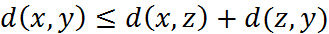 d(x, y) ≤ d(x, z) + d(z, y)